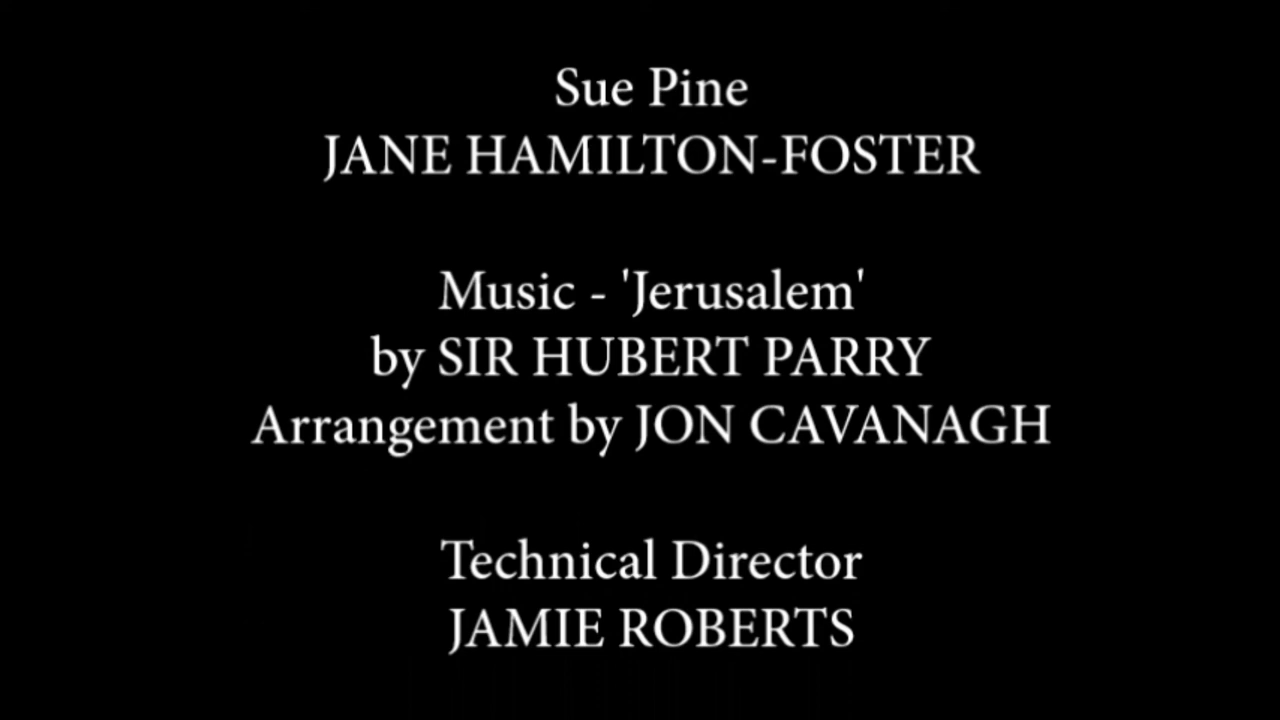 Sue Pine
JANE HAMILTON-FOSTER
Music - 'Jerusalem'
by SIR HUBERT PARRY
Arrangement by JON CAVANAGH
Technical Director
JAMIE ROBERTS